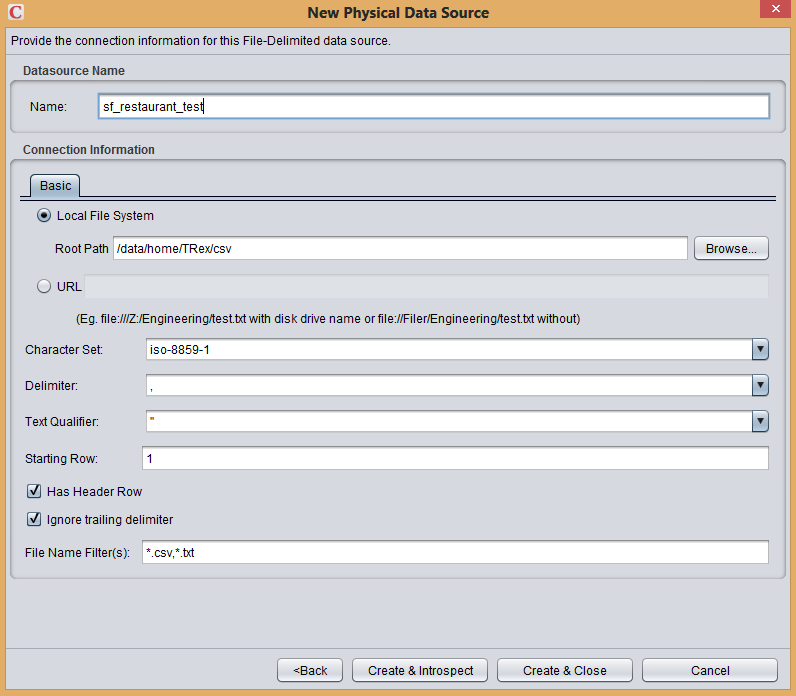 C New Physical Data Source
Provide the connection information for this File-Delimited data source.
Datasource Name
Name: sf_restaurant_test
Connection Information
Basic
Local File System
Root Path /data/home/TRex/csv Browse...
URL
(Eg. file:///Z:/Engineering/test.txt with disk drive name or file://Filer/Engineering/test.txt without)
Character Set: iso-8859-1
Delimiter: ,
Text Qualifier: "
Starting Row: 1
Has Header Row
Ignore trailing delimiter
File Name Filter(s): *.csv,*.txt
<Back Create & Introspect Create & Close Cancel